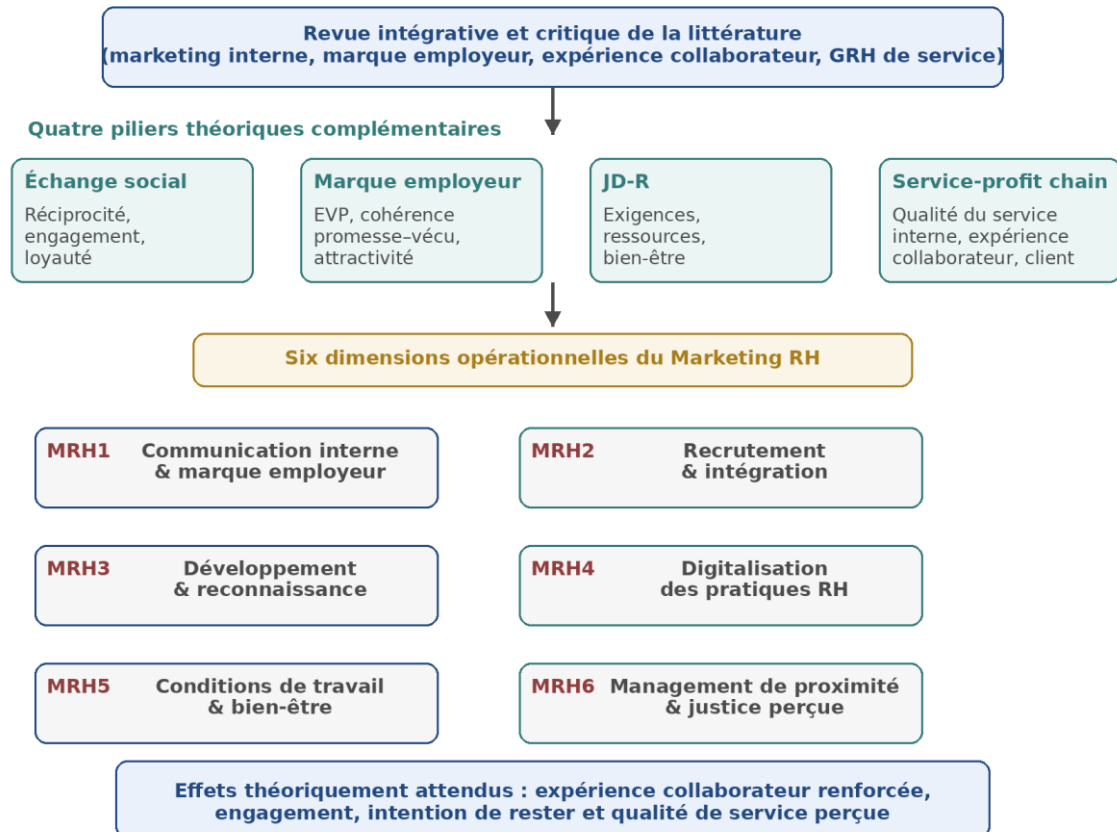 Revue intégrative et critique de la littérature
(marketing interne, marque employeur, expérience collaborateur, GRH de service)
Quatre piliers théoriques complémentaires
Échange social
Réciprocité,
engagement,
loyauté
Marque employeur
EVP, cohérence
promesse–vécu,
attractivité
JD-R
Exigences,
ressources,
bien-être
Service-profit chain
Qualité du service
interne, expérience
collaborateur, client
Six dimensions opérationnelles du Marketing RH
MRH1 Communication interne
& marque employeur
MRH2 Recrutement
& intégration
MRH3 Développement
& reconnaissance
MRH4 Digitalisation
des pratiques RH
MRH5 Conditions de travail
& bien-être
MRH6 Management de proximité
& justice perçue
Effets théoriquement attendus : expérience collaborateur renforcée,
engagement, intention de rester et qualité de service perçue